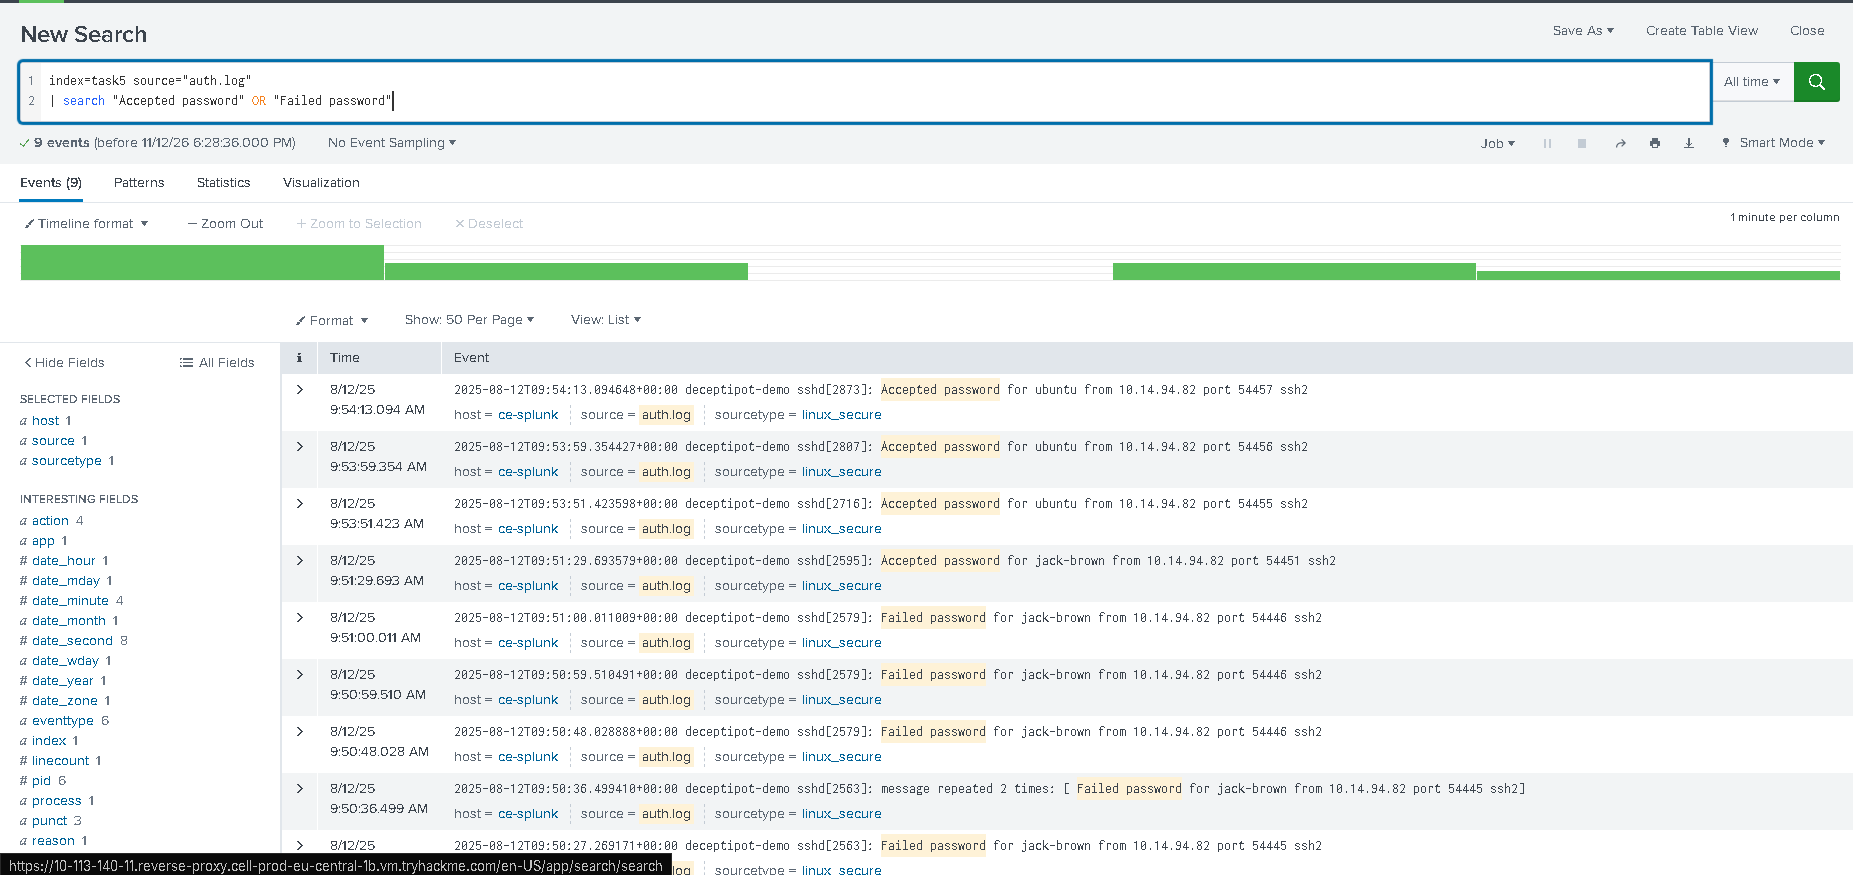 New Search
Save As ▾ Create Table View Close
1 index=task5 source="auth.log"
2 | search "Accepted password" OR "Failed password"
All time ▾
✓ 9 events (before 11/12/26 6:28:36.000 PM) No Event Sampling ▾
Job ▾ Smart Mode ▾
Events (9) Patterns Statistics Visualization
Timeline format ▾ — Zoom Out + Zoom to Selection × Deselect
1 minute per column
Format ▾ Show: 50 Per Page ▾ View: List ▾
< Hide Fields All Fields
SELECTED FIELDS
a host 1
a source 1
a sourcetype 1
INTERESTING FIELDS
a action 4
a app 1
# date_hour 1
# date_mday 1
# date_minute 4
a date_month 1
# date_second 8
a date_wday 1
# date_year 1
a date_zone 1
a eventtype 6
a index 1
# linecount 1
# pid 6
a process 1
a punct 3
a reason 1
i Time Event
> 8/12/25
9:54:13.094 AM
2025-08-12T09:54:13.094648+00:00 deceptipot-demo sshd[2873]: Accepted password for ubuntu from 10.14.94.82 port 54457 ssh2
host = ce-splunk source = auth.log sourcetype = linux_secure
> 8/12/25
9:53:59.354 AM
2025-08-12T09:53:59.354427+00:00 deceptipot-demo sshd[2807]: Accepted password for ubuntu from 10.14.94.82 port 54456 ssh2
host = ce-splunk source = auth.log sourcetype = linux_secure
> 8/12/25
9:53:51.423 AM
2025-08-12T09:53:51.423598+00:00 deceptipot-demo sshd[2716]: Accepted password for ubuntu from 10.14.94.82 port 54455 ssh2
host = ce-splunk source = auth.log sourcetype = linux_secure
> 8/12/25
9:51:29.693 AM
2025-08-12T09:51:29.693579+00:00 deceptipot-demo sshd[2595]: Accepted password for jack-brown from 10.14.94.82 port 54451 ssh2
host = ce-splunk source = auth.log sourcetype = linux_secure
> 8/12/25
9:51:00.011 AM
2025-08-12T09:51:00.011009+00:00 deceptipot-demo sshd[2579]: Failed password for jack-brown from 10.14.94.82 port 54446 ssh2
host = ce-splunk source = auth.log sourcetype = linux_secure
> 8/12/25
9:50:59.510 AM
2025-08-12T09:50:59.510491+00:00 deceptipot-demo sshd[2579]: Failed password for jack-brown from 10.14.94.82 port 54446 ssh2
host = ce-splunk source = auth.log sourcetype = linux_secure
> 8/12/25
9:50:48.028 AM
2025-08-12T09:50:48.028888+00:00 deceptipot-demo sshd[2579]: Failed password for jack-brown from 10.14.94.82 port 54446 ssh2
host = ce-splunk source = auth.log sourcetype = linux_secure
> 8/12/25
9:50:36.499 AM
2025-08-12T09:50:36.499410+00:00 deceptipot-demo sshd[2563]: message repeated 2 times: [ Failed password for jack-brown from 10.14.94.82 port 54445 ssh2]
host = ce-splunk source = auth.log sourcetype = linux_secure
> 8/12/25
2025-08-12T09:50:27.269171+00:00 deceptipot-demo sshd[2563]: Failed password for jack-brown from 10.14.94.82 port 54445 ssh2
log sourcetype = linux_secure
https://10-113-140-11.reverse-proxy.cell-prod-eu-central-1b.vm.tryhackme.com/en-US/app/search/search